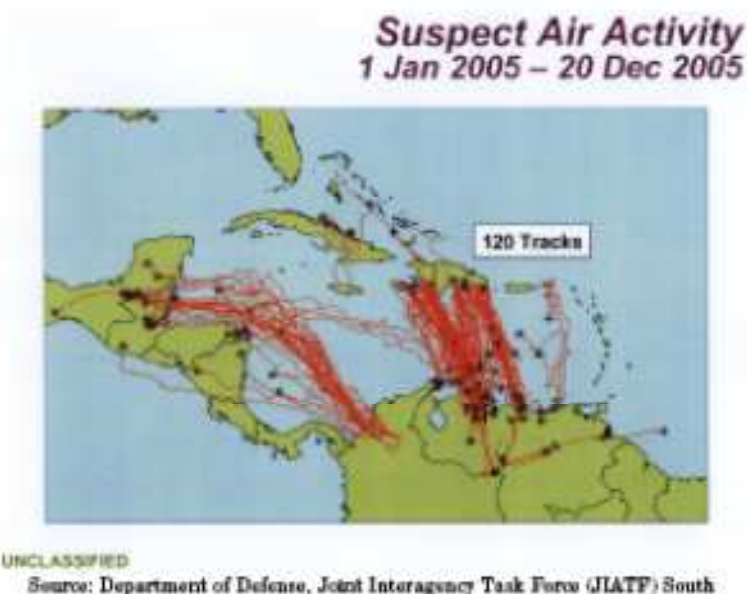 Suspect Air Activity
1 Jan 2005 – 20 Dec 2005
120 Tracks
UNCLASSIFIED
Source: Department of Defense, Joint Interagency Task Force (JIATF) South